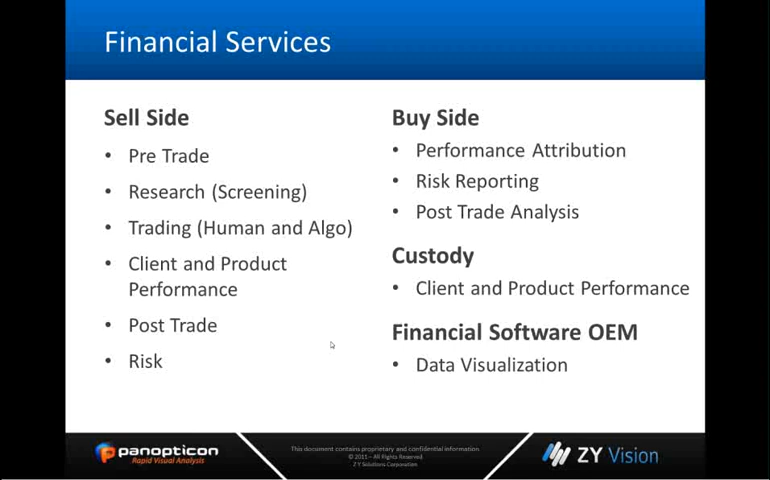 Financial Services
Sell Side
• Pre Trade
• Research (Screening)
• Trading (Human and Algo)
• Client and Product
Performance
• Post Trade
• Risk
Buy Side
• Performance Attribution
• Risk Reporting
• Post Trade Analysis
Custody
• Client and Product Performance
Financial Software OEM
• Data Visualization
panopticon
Rapid Visual Analysis
This document contains proprietary and confidential information.
© 2011 – All Rights Reserved.
ZY Solutions Corporation
ZY Vision